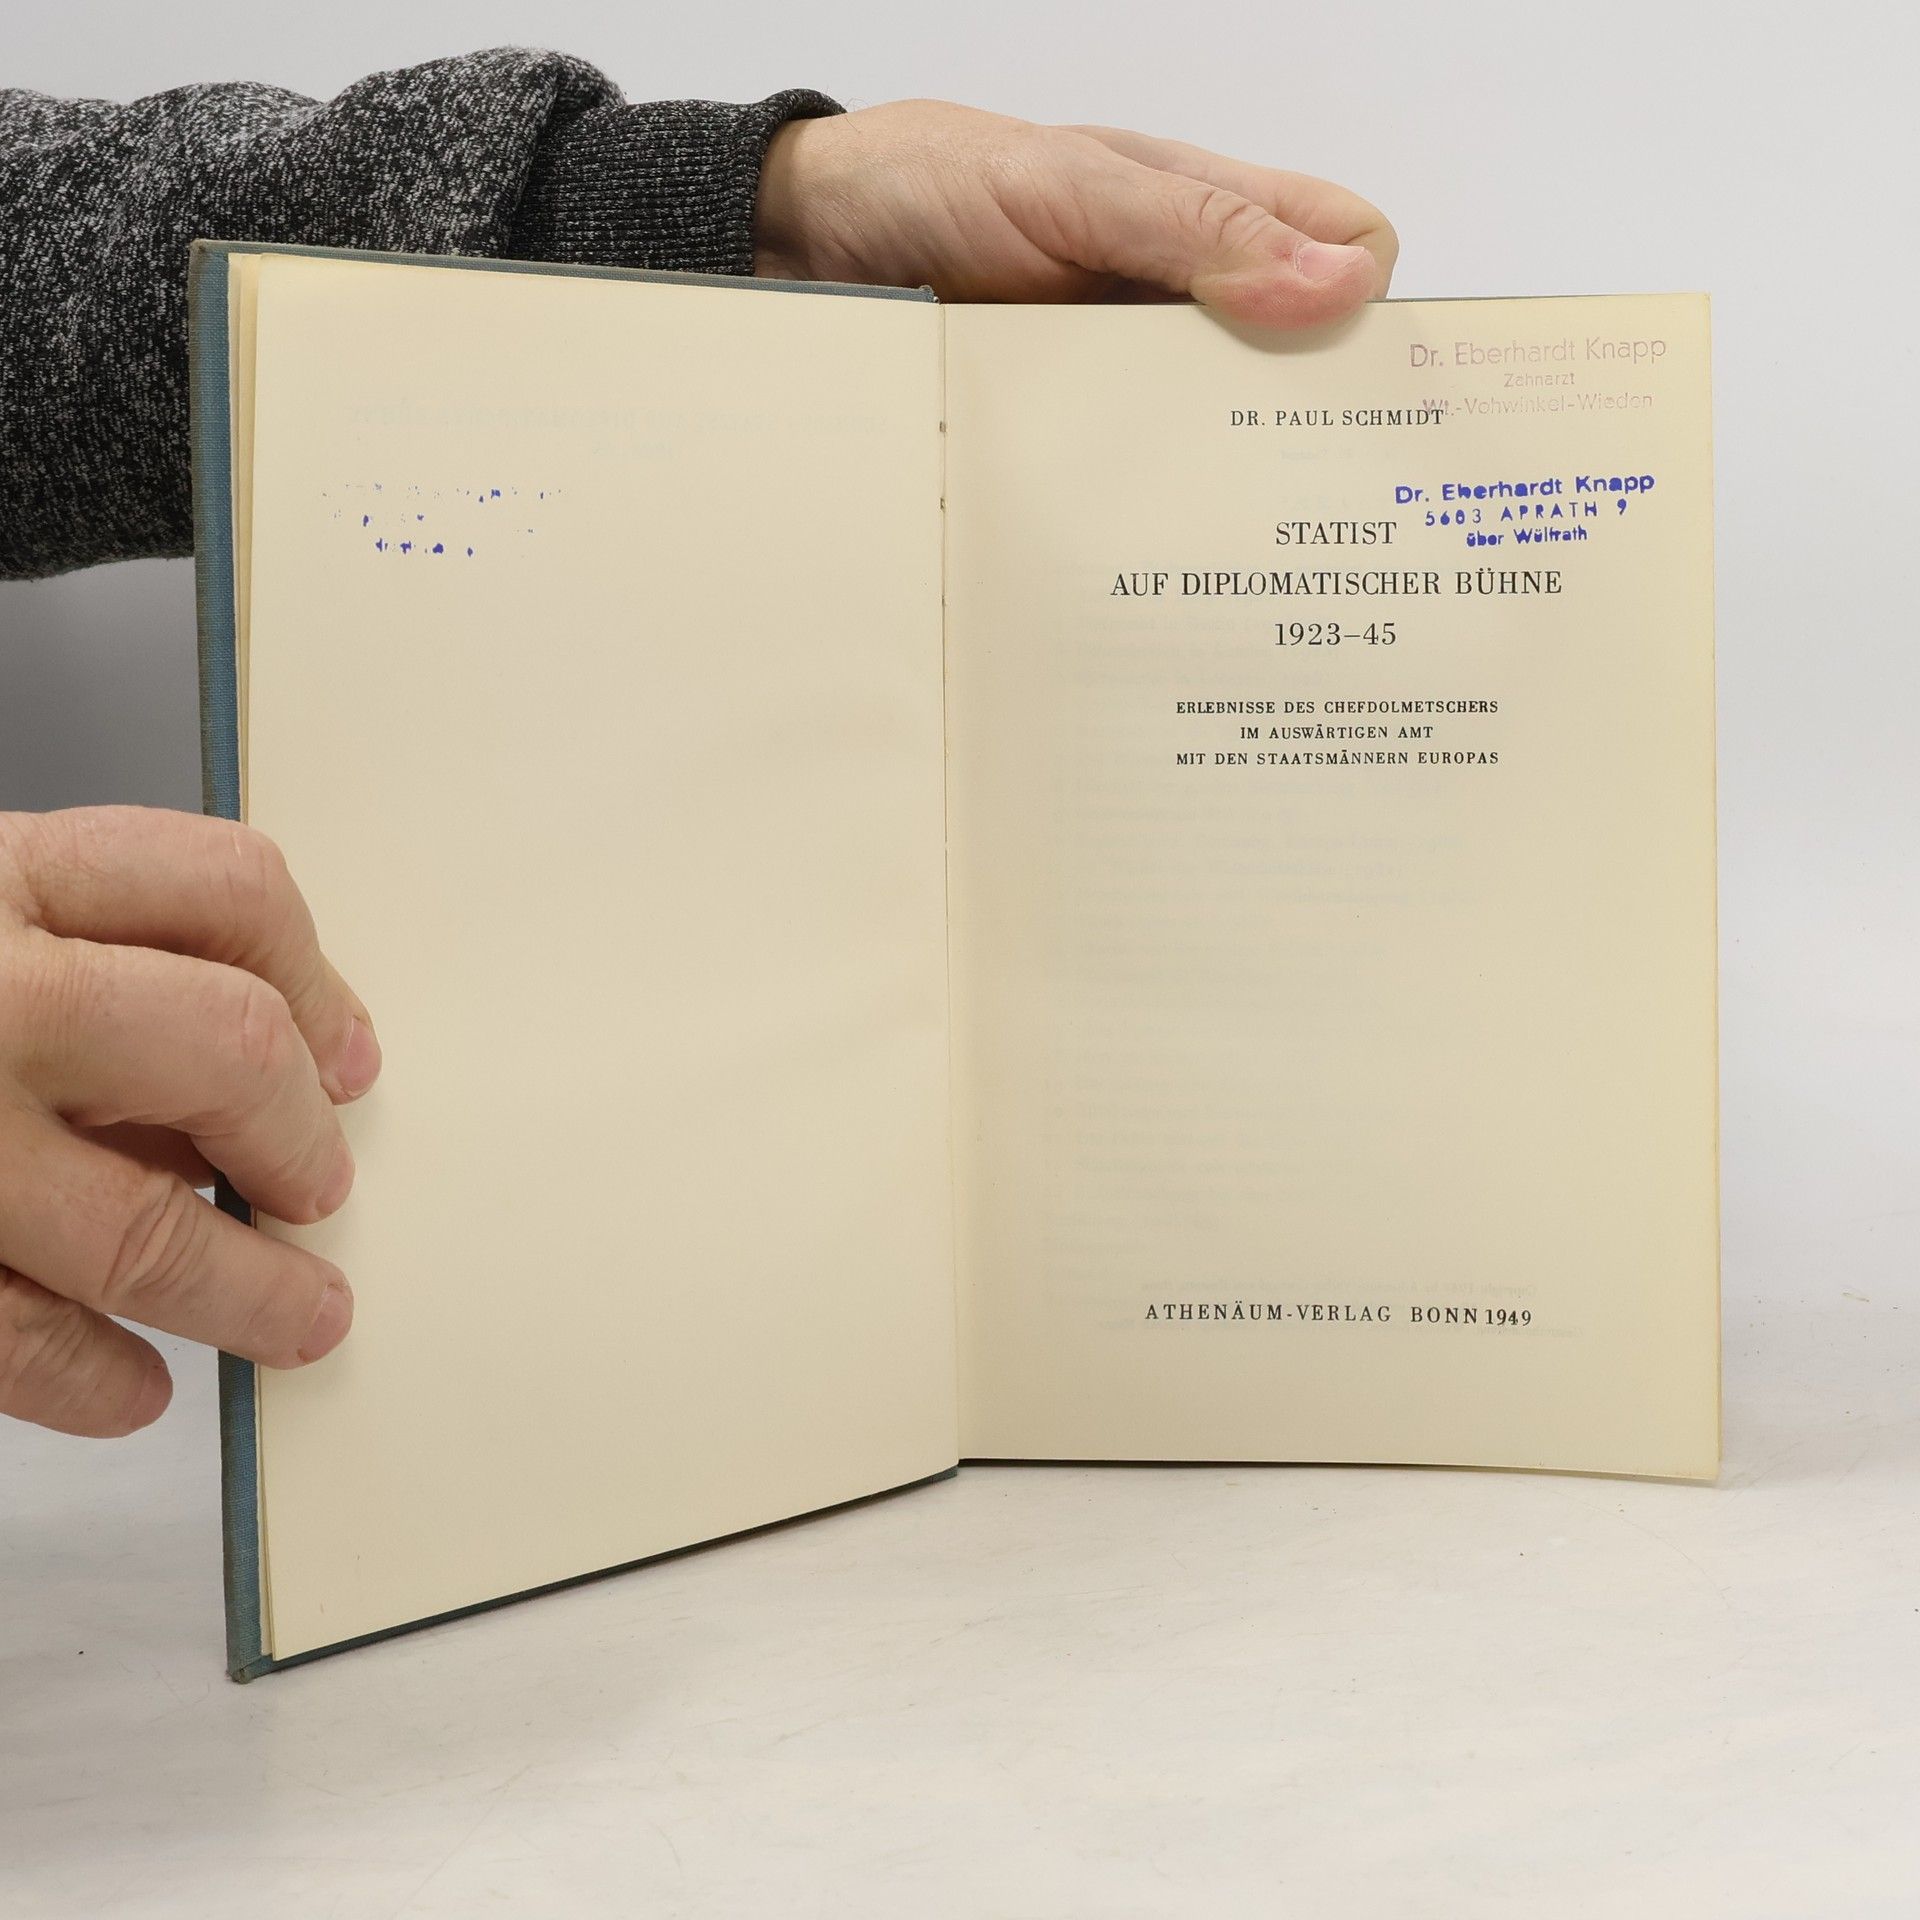 Dr. Eberhardt Knapp
Zahnarzt
Wt.-Vohwinkel-Wieden
DR. PAUL SCHMIDT
Dr. Eberhardt Knapp
5603 APRATH 9
über Wülfrath
STATIST
AUF DIPLOMATISCHER BÜHNE
1923–45
ERLEBNISSE DES CHEFDOLMETSCHERS
IM AUSWÄRTIGEN AMT
MIT DEN STAATSMÄNNERN EUROPAS
ATHENÄUM-VERLAG BONN 1949